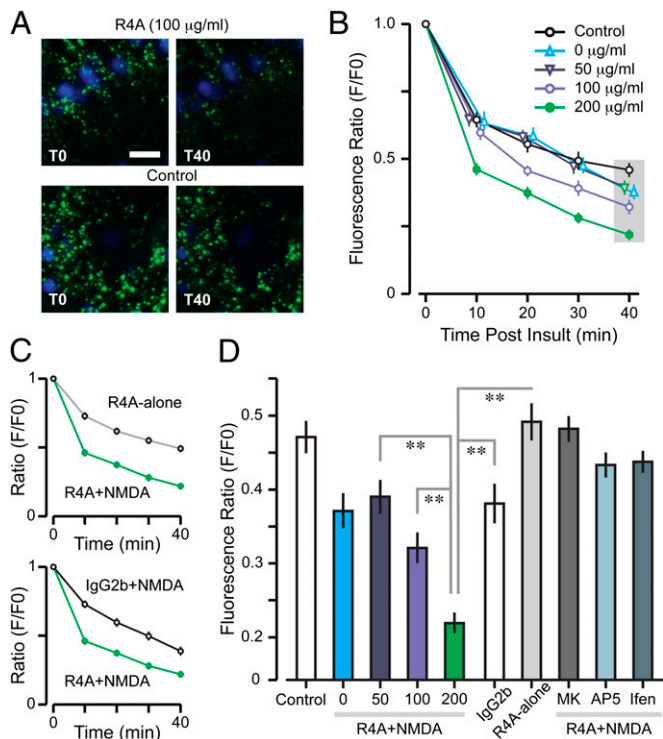 A
R4A (100 μg/ml)
T0
T40
Control
T0
T40
B
Fluorescence Ratio (F/F0)
1.0
0.5
0
0
10
20
30
40
Time Post Insult (min)
Control
0 μg/ml
50 μg/ml
100 μg/ml
200 μg/ml
C
Ratio (F/F0)
1
0
R4A-alone
R4A+NMDA
0
40
Time (min)
Ratio (F/F0)
1
0
IgG2b+NMDA
R4A+NMDA
0
40
Time (min)
D
Fluorescence Ratio (F/F0)
0.5
0.4
0.3
0.2
0
**
**
**
**
Control
0
50
100
200
IgG2b
R4A-alone
MK
AP5
Ifen
R4A+NMDA
R4A+NMDA